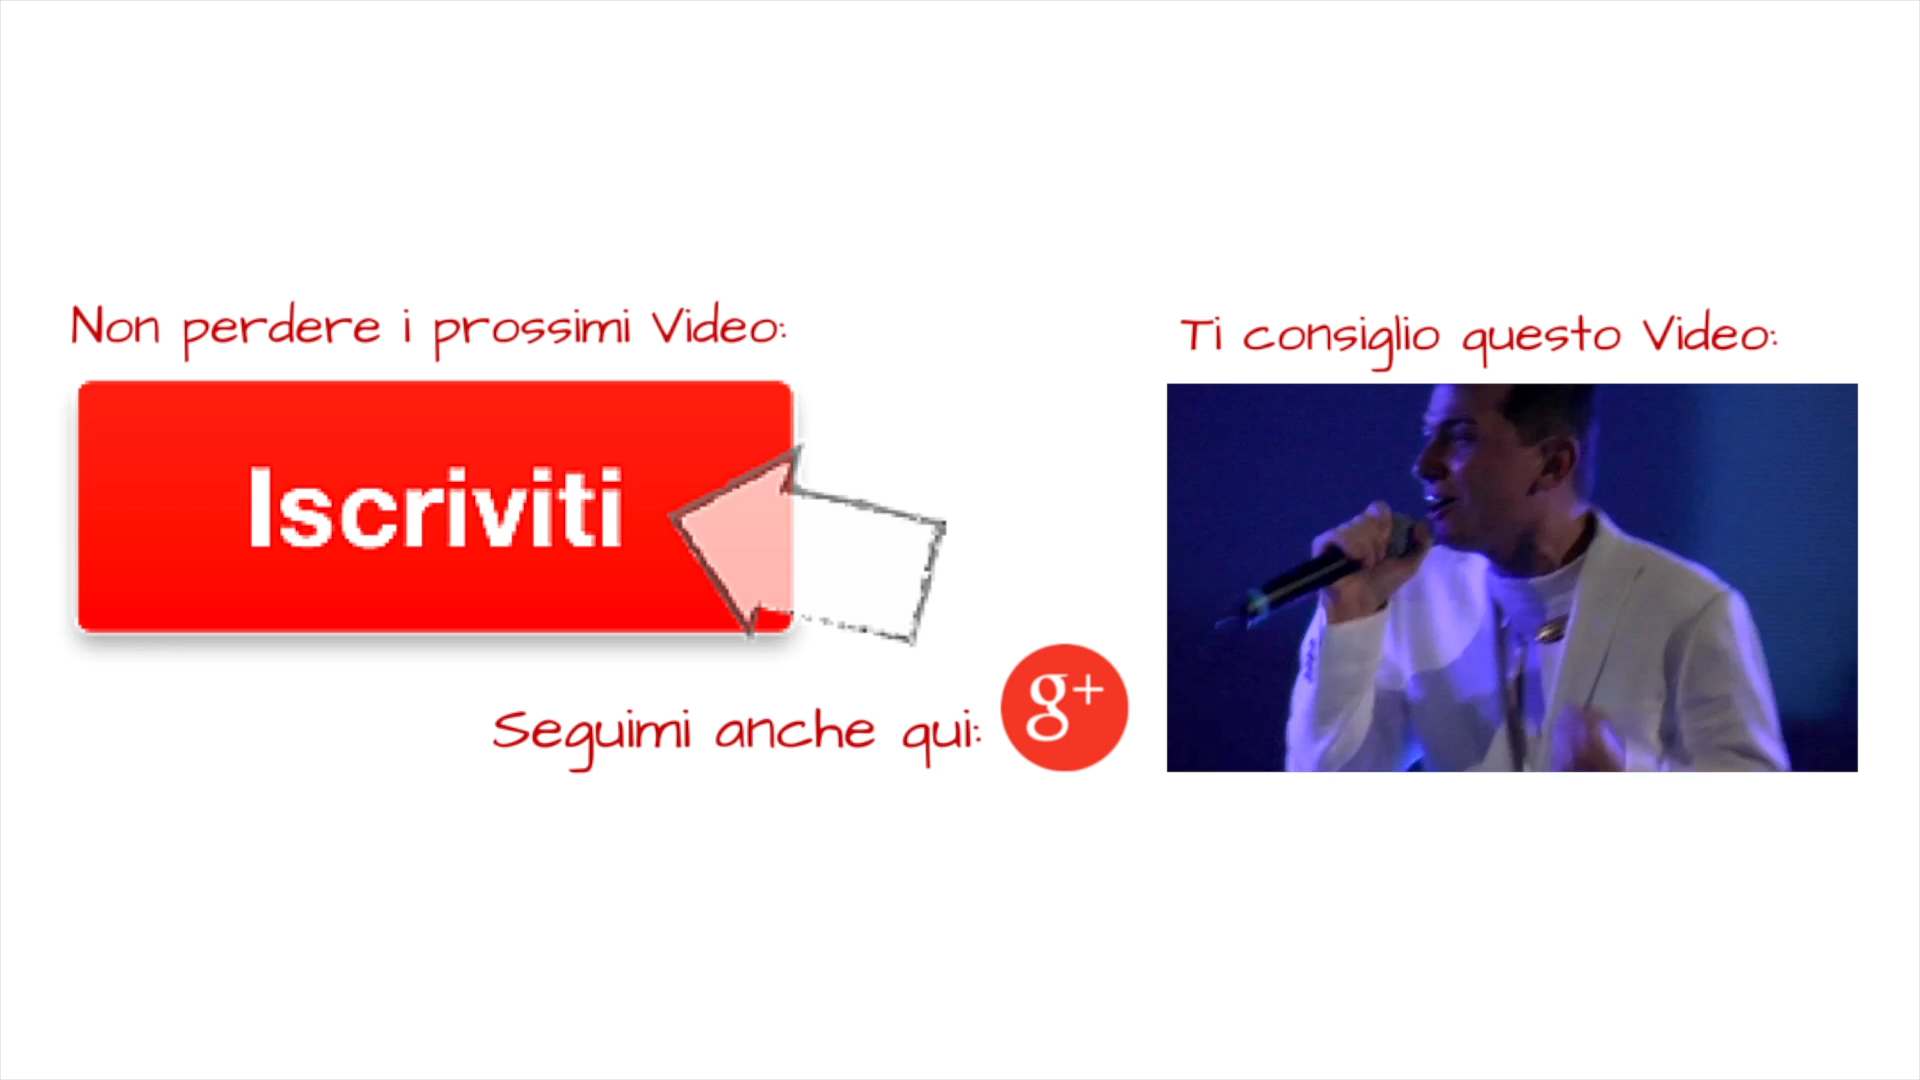 Non perdere i prossimi Video:
Iscriviti
Seguimi anche qui:
g+
Ti consiglio questo Video: